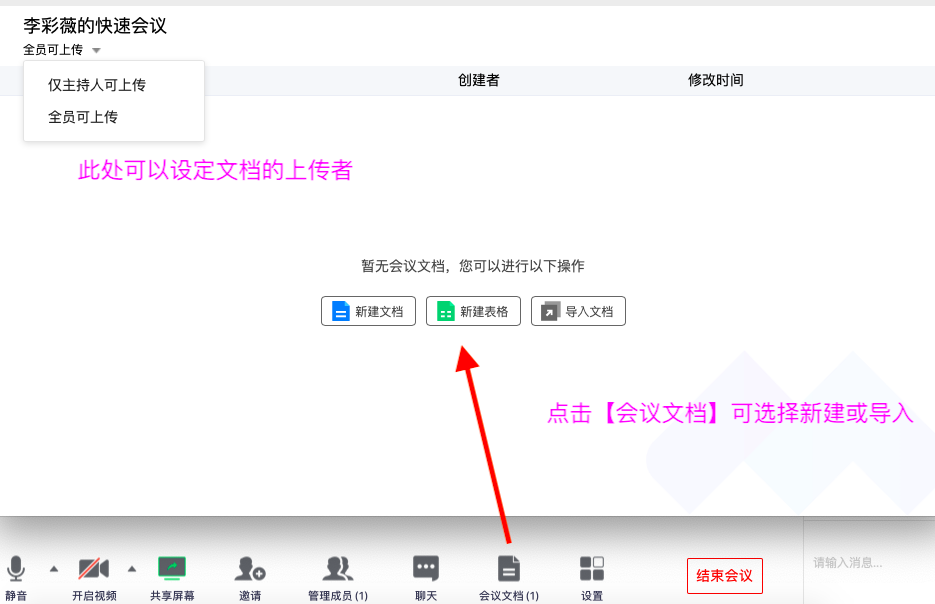 李彩薇的快速会议
全员可上传
仅主持人可上传
全员可上传
创建者
修改时间
此处可以设定文档的上传者
暂无会议文档，您可以进行以下操作
新建文档
新建表格
导入文档
点击【会议文档】可选择新建或导入
请输入消息...
静音
开启视频
共享屏幕
邀请
管理成员(1)
聊天
会议文档(1)
设置
结束会议